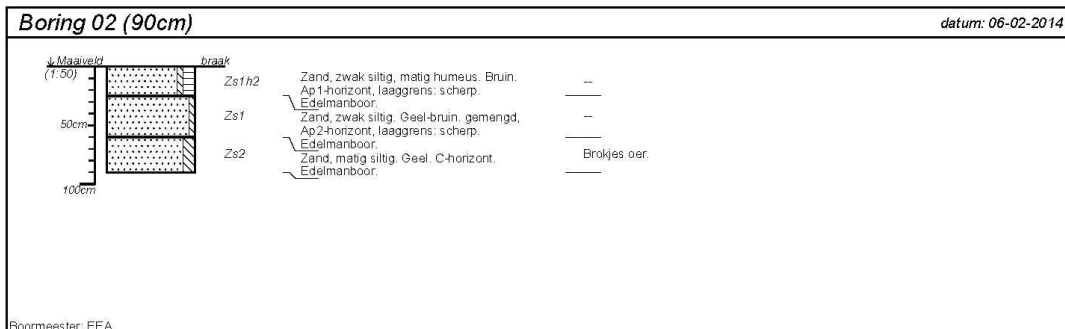 Boring 02 (90cm)
datum: 06-02-2014
↓ Maaiveld
braak
(1:50)
Zs1h2
Zand, zwak siltig, matig humeus. Bruin.
Ap1-horizont, laaggrens: scherp.
Edelmanboor.
--
50cm
Zs1
Zand, zwak siltig. Geel-bruin. gemengd,
Ap2-horizont, laaggrens: scherp.
Edelmanboor.
--
Zs2
Zand, matig siltig. Geel. C-horizont.
Edelmanboor.
Brokjes oer.
100cm
Boormeester: EEA